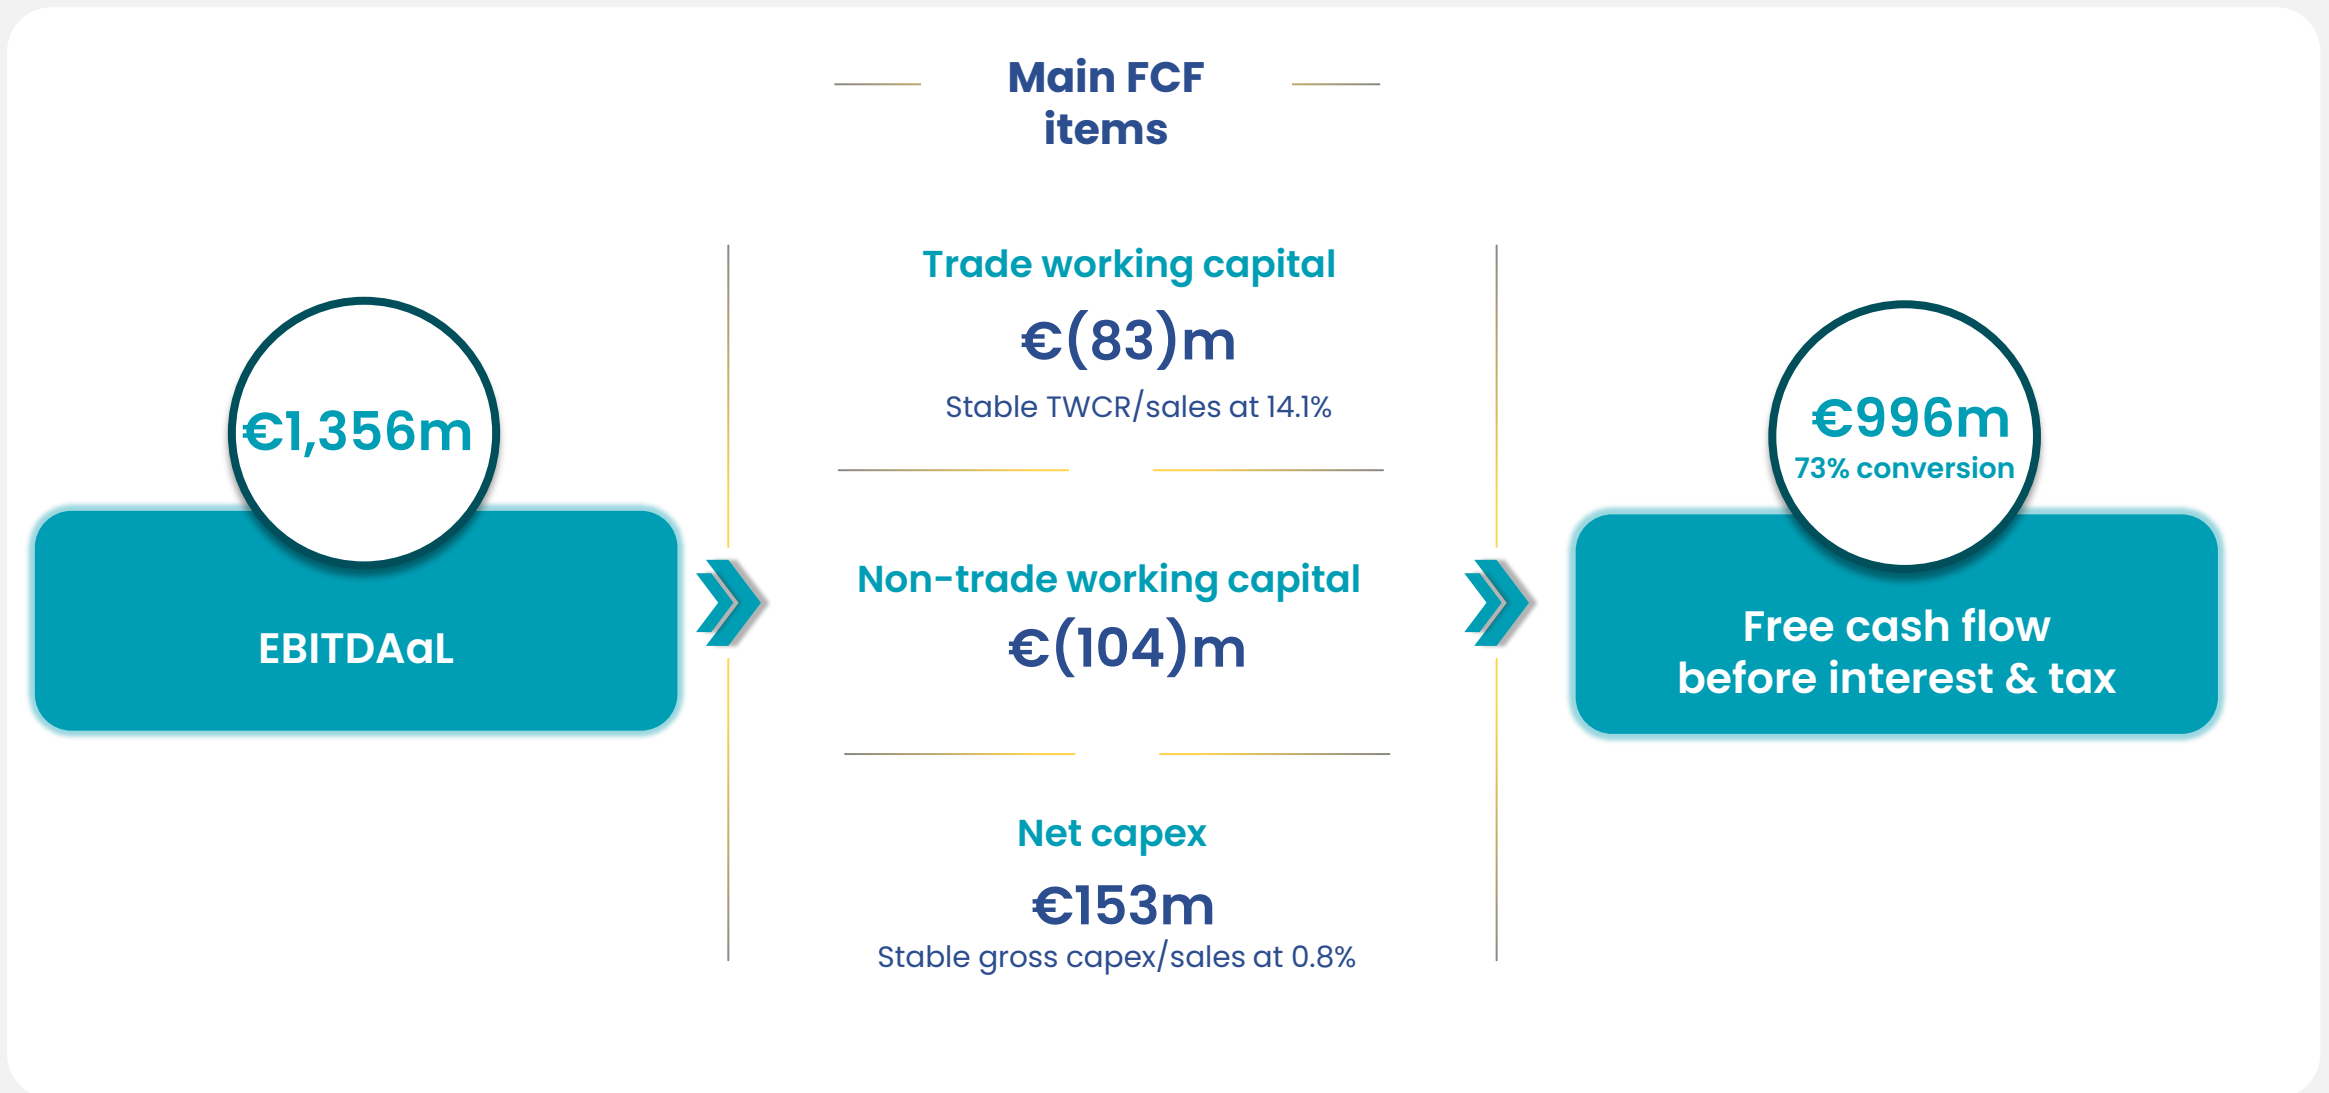 Main FCF
items
€1,356m
EBITDAaL
Trade working capital
€(83)m
Stable TWCR/sales at 14.1%
Non-trade working capital
€(104)m
Net capex
€153m
Stable gross capex/sales at 0.8%
€996m
73% conversion
Free cash flow
before interest & tax